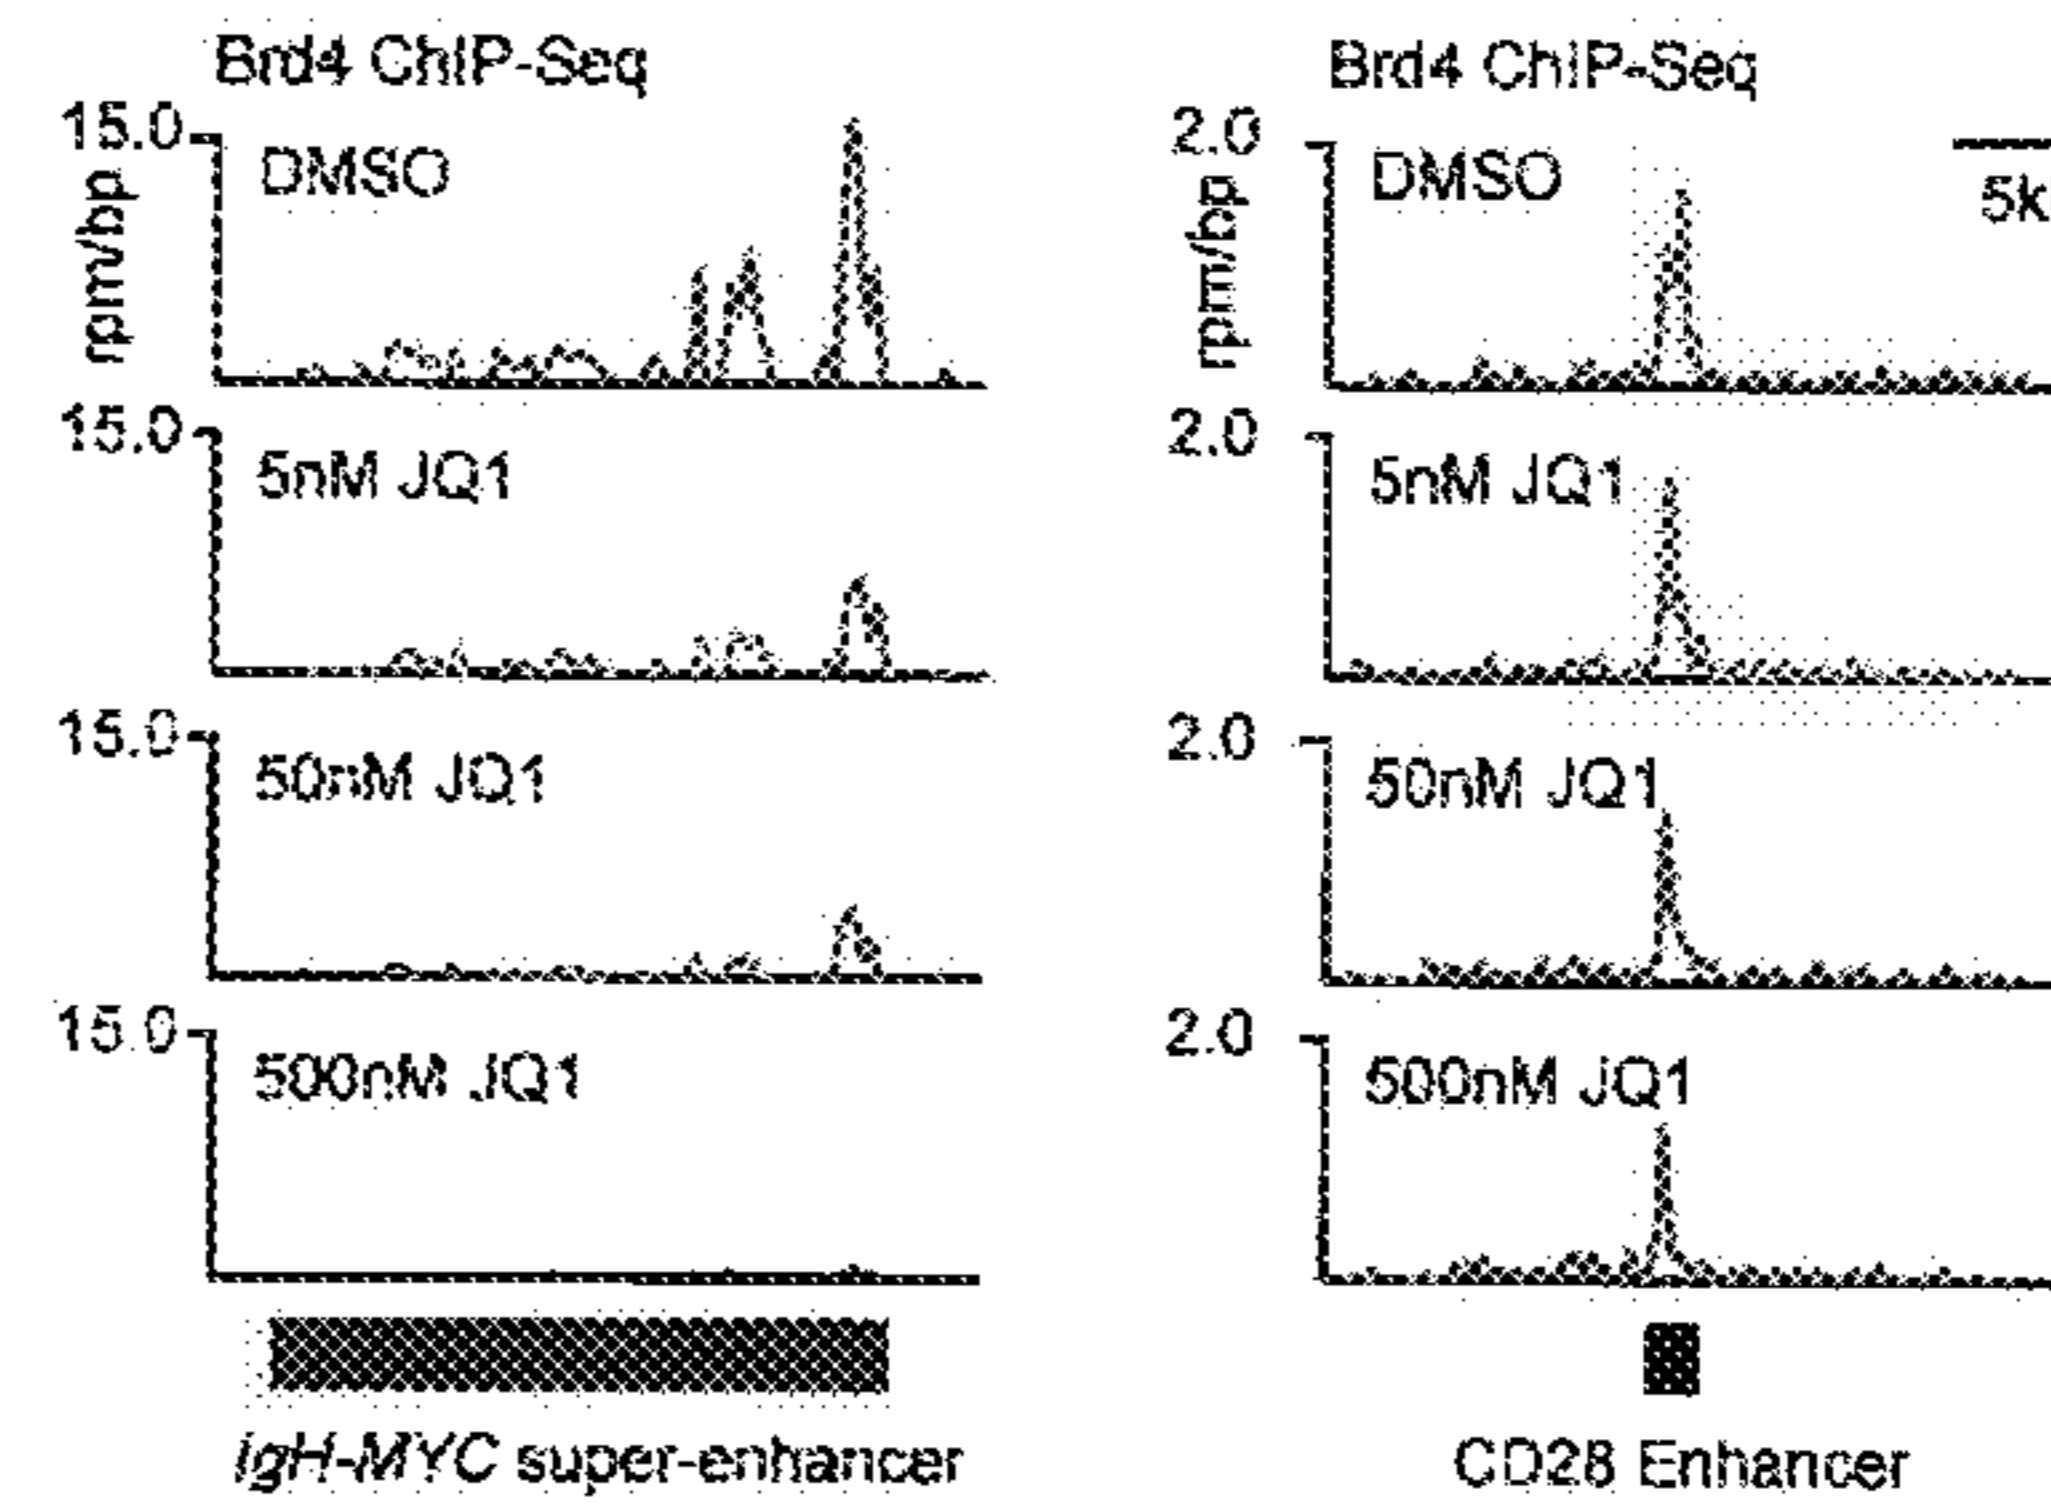 Brd4 ChIP-Seq
15.0
rpm/bp
DMSO
15.0
5nM JQ1
15.0
50nM JQ1
15.0
500nM JQ1
IgH-MYC super-enhancer
Brd4 ChIP-Seq
2.0
rpm/bp
DMSO
5k
2.0
5nM JQ1
2.0
50nM JQ1
2.0
500nM JQ1
CD28 Enhancer